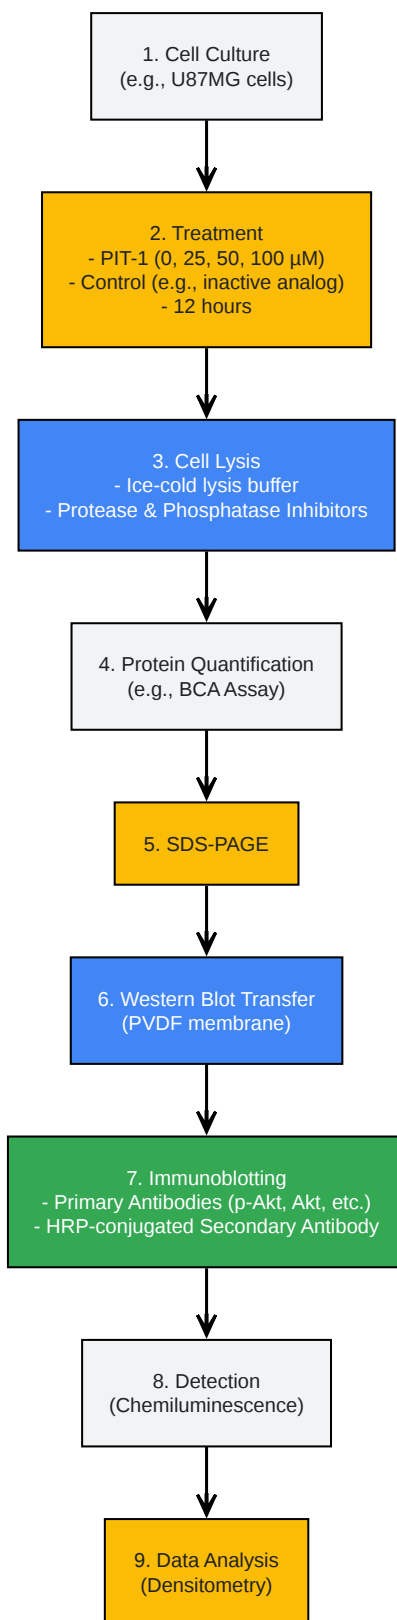 1. Cell Culture
(e.g., U87MG cells)
2. Treatment
- PIT-1 (0, 25, 50, 100 µM)
- Control (e.g., inactive analog)
- 12 hours
3. Cell Lysis
- Ice-cold lysis buffer
- Protease & Phosphatase Inhibitors
4. Protein Quantification
(e.g., BCA Assay)
5. SDS-PAGE
6. Western Blot Transfer
(PVDF membrane)
7. Immunoblotting
- Primary Antibodies (p-Akt, Akt, etc.)
- HRP-conjugated Secondary Antibody
8. Detection
(Chemiluminescence)
9. Data Analysis
(Densitometry)